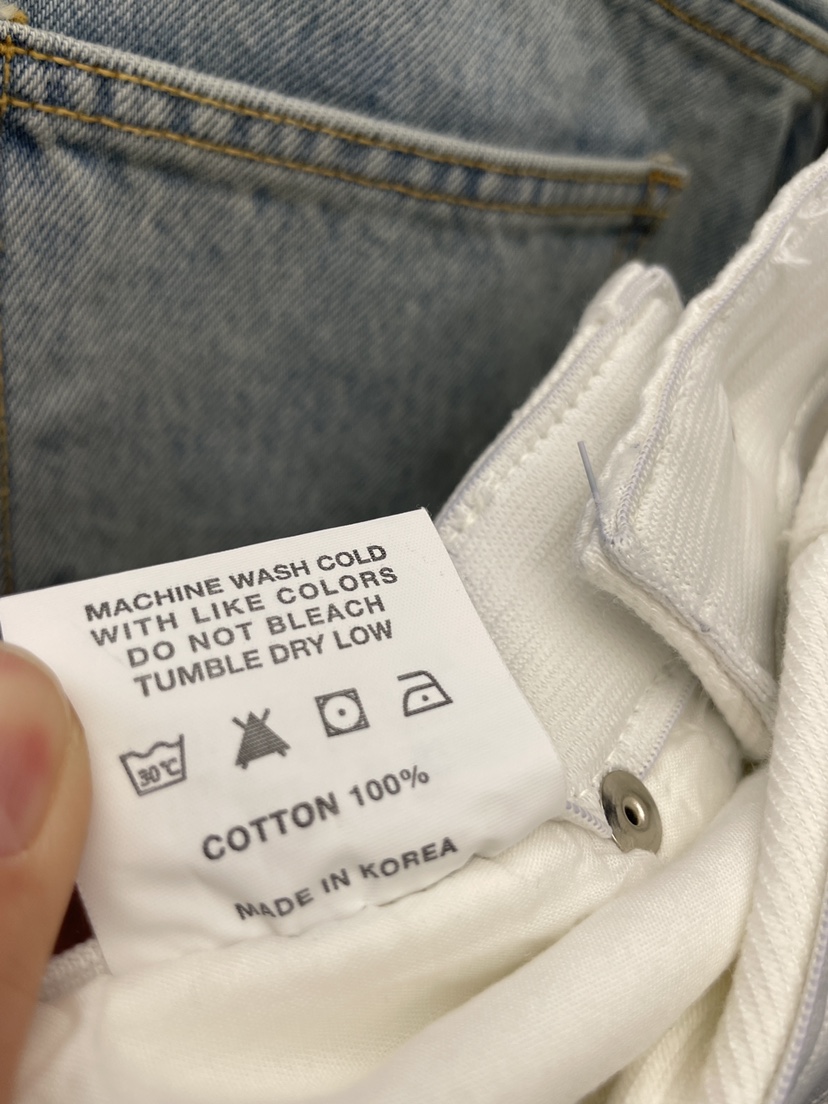 MACHINE WASH COLD
WITH LIKE COLORS
DO NOT BLEACH
TUMBLE DRY LOW
30℃
COTTON 100%
MADE IN KOREA